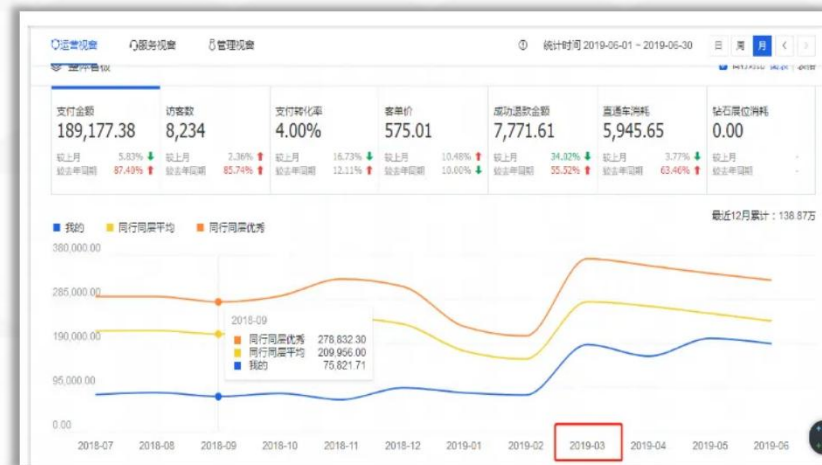 运营视窗 服务视窗 管理视窗 统计时间 2019-06-01 ~ 2019-06-30 日 周 月 < >
支付金额 访客数 支付转化率 客单价 成功退款金额 直通车消耗 钻石展位消耗
189,177.38 8,234 4.00% 575.01 7,771.61 5,945.65 0.00
较上月 5.83% 较上月 2.36% 较上月 16.73% 较上月 10.48% 较上月 34.02% 较上月 3.77% 较上月 -
较去年同期 87.49% 较去年同期 85.74% 较去年同期 12.11% 较去年同期 10.00% 较去年同期 55.52% 较去年同期 63.46% 较去年同期 -
最近12月累计：138.87万
我的 同行同层平均 同行同层优秀
380,000.00
285,000.00
190,000.00
95,000.00
0.00
2018-09
同行同层优秀 278,832.30
同行同层平均 209,956.00
我的 75,821.71
2018-07 2018-08 2018-09 2018-10 2018-11 2018-12 2019-01 2019-02 2019-03 2019-04 2019-05 2019-06